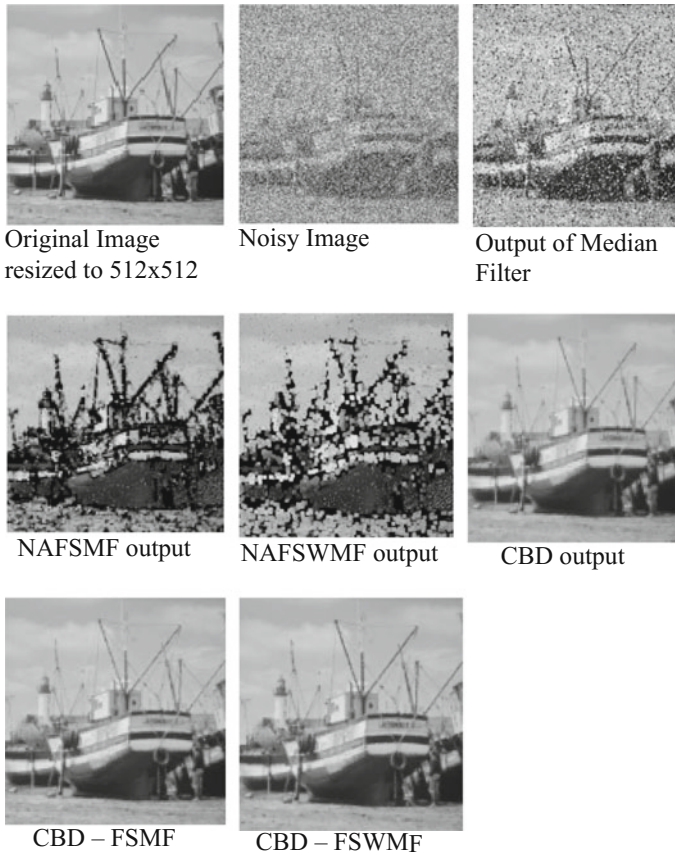 Original Image
resized to 512x512
Noisy Image
Output of Median
Filter
NAFSMF output
NAFSWMF output
CBD output
CBD – FSMF
CBD – FSWMF